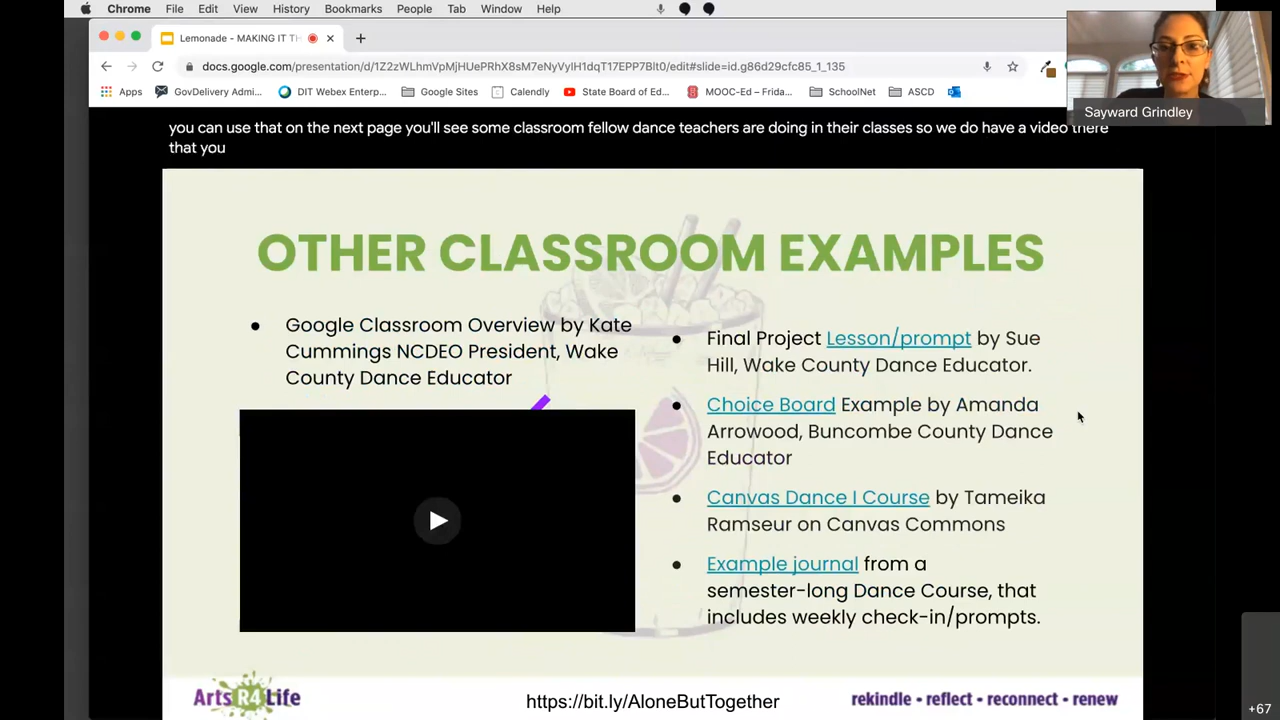 Chrome File Edit View History Bookmarks People Tab Window Help
Lemonade - MAKING IT TH
docs.google.com/presentation/d/1Z2zWLhmVpMjHUePRhX8sM7eNyVyIH1dqT17EPP7Blt0/edit#slide=id.g86d29cfc85_1_135
Apps GovDelivery Admi... DIT Webex Enterp... Google Sites Calendly State Board of Ed... MOOC-Ed – Frida... SchoolNet ASCD
Sayward Grindley
you can use that on the next page you'll see some classroom fellow dance teachers are doing in their classes so we do have a video there
that you
OTHER CLASSROOM EXAMPLES
● Google Classroom Overview by Kate
Cummings NCDEO President, Wake
County Dance Educator
● Final Project Lesson/prompt by Sue
Hill, Wake County Dance Educator.
● Choice Board Example by Amanda
Arrowood, Buncombe County Dance
Educator
● Canvas Dance I Course by Tameika
Ramseur on Canvas Commons
● Example journal from a
semester-long Dance Course, that
includes weekly check-in/prompts.
Arts R4 Life
https://bit.ly/AloneButTogether
rekindle • reflect • reconnect • renew
+67